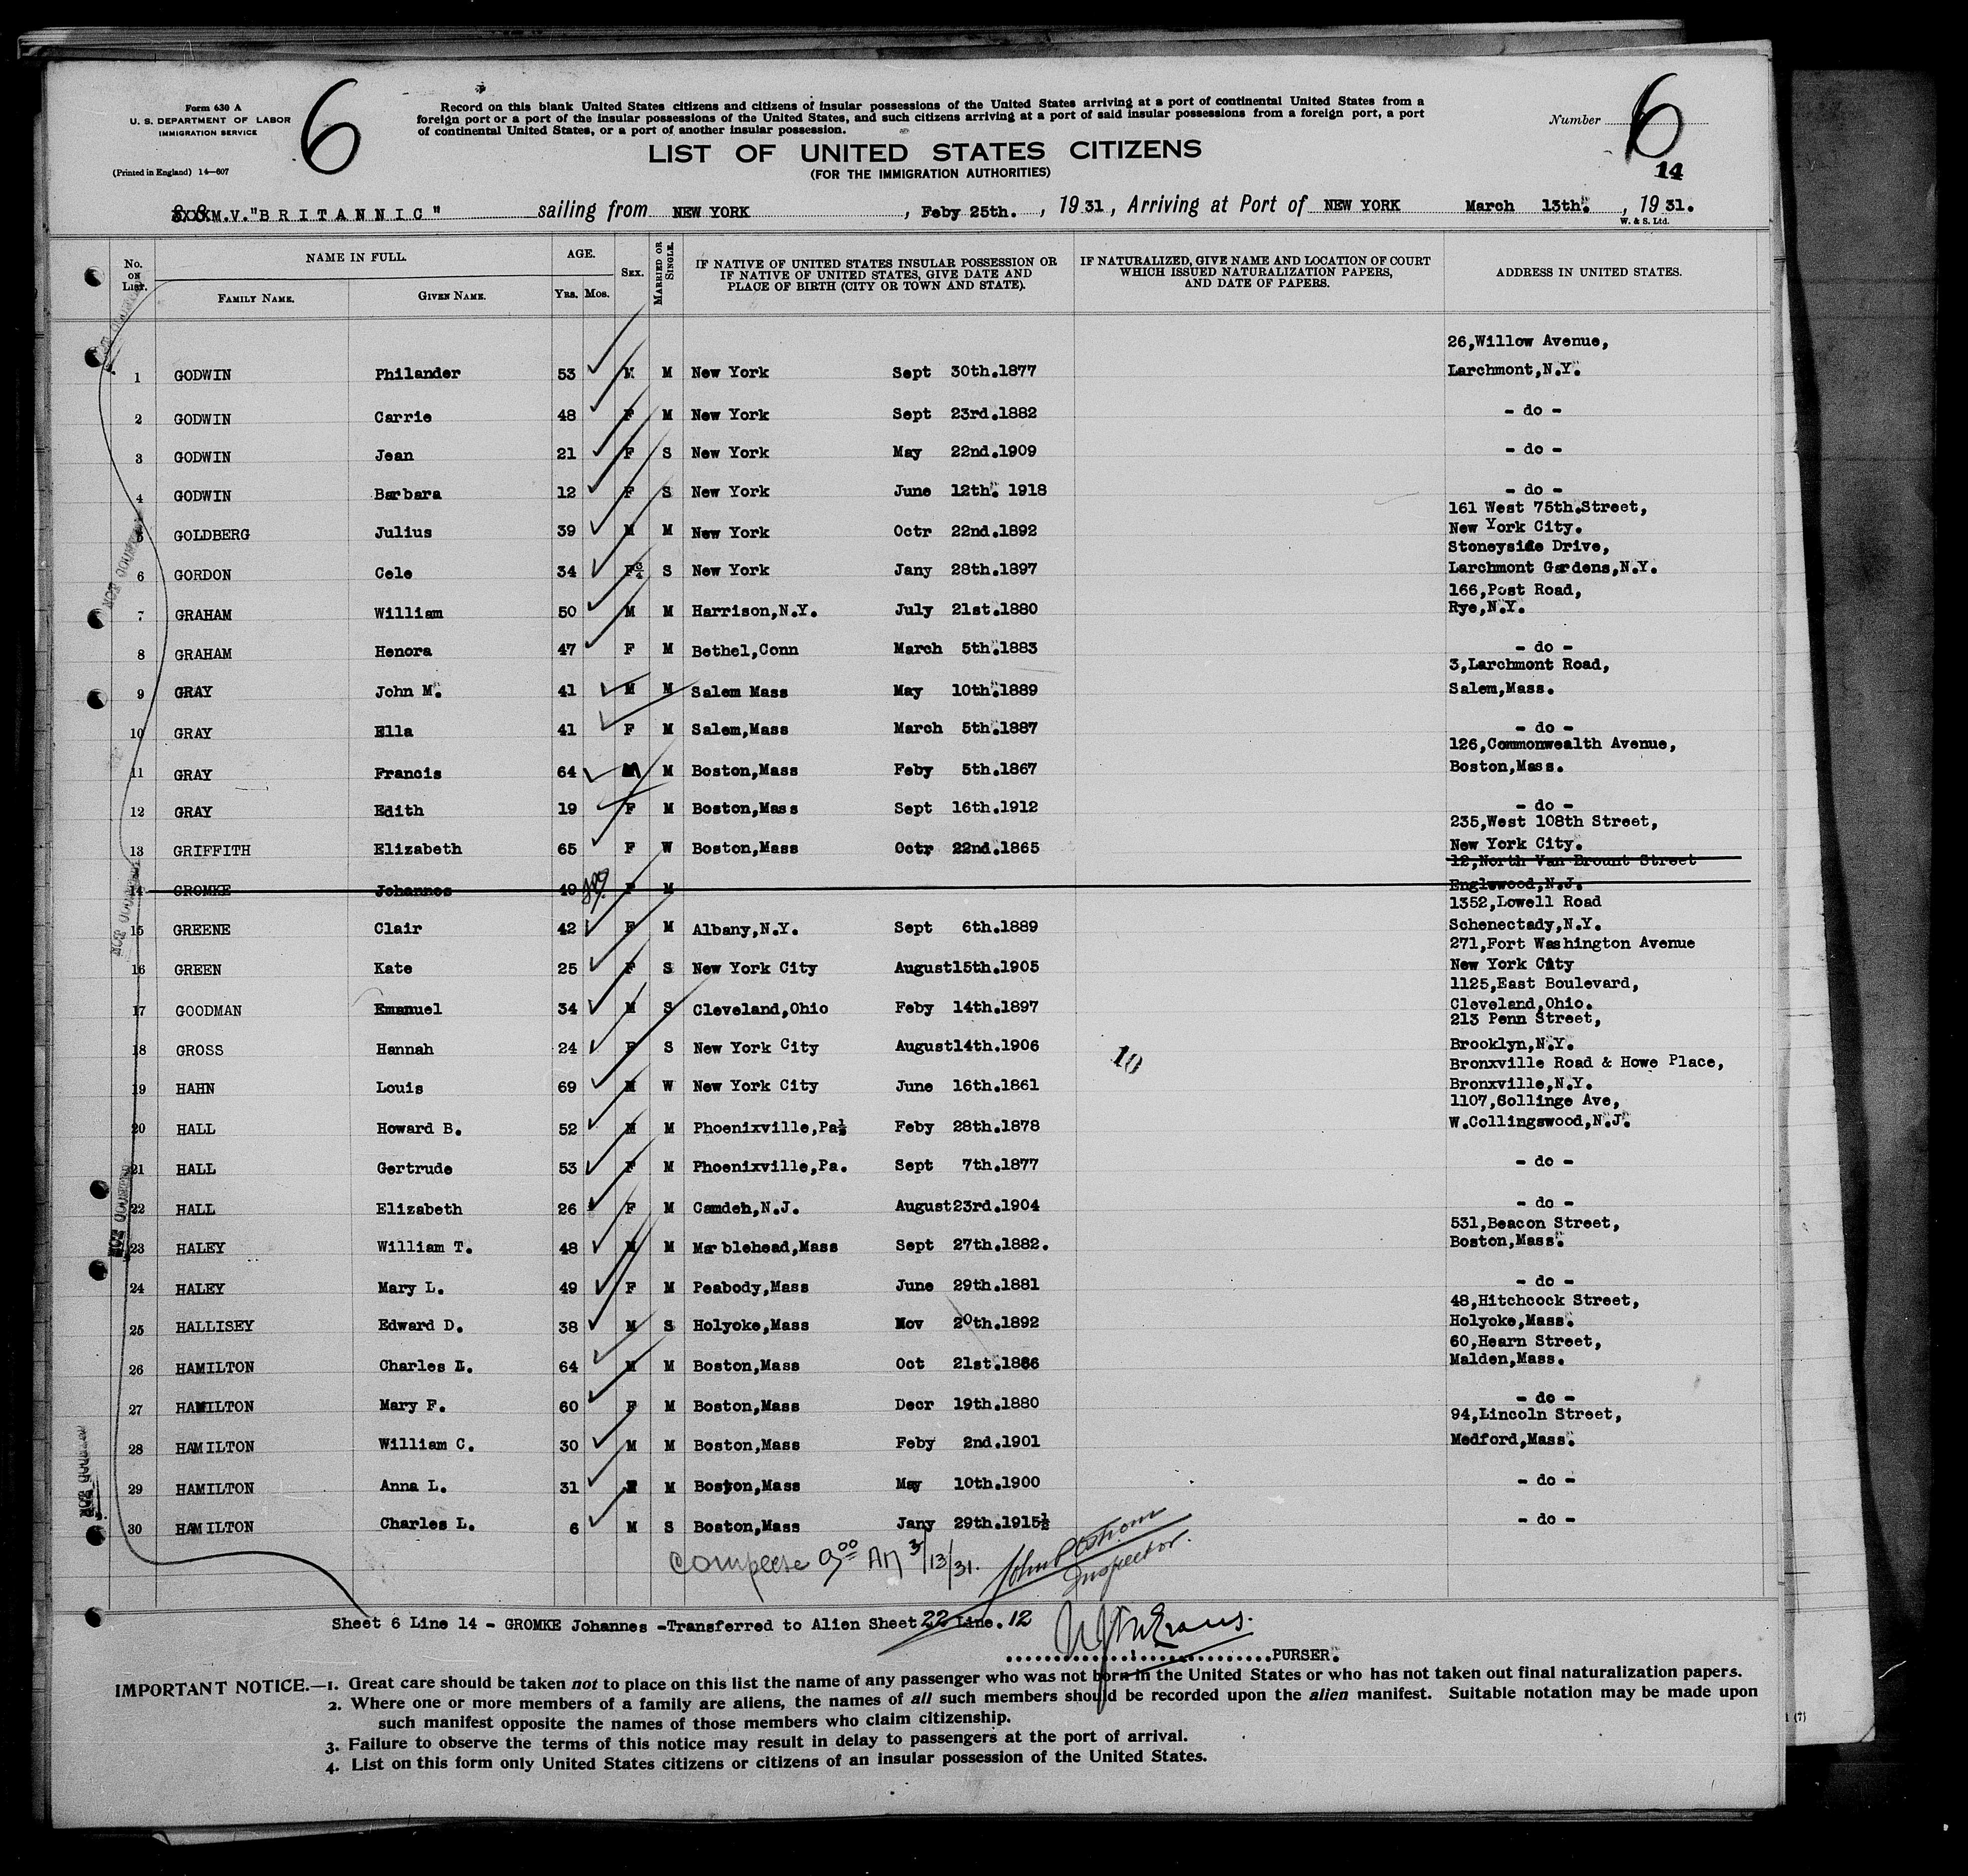 Form 630 A
U. S. DEPARTMENT OF LABOR
IMMIGRATION SERVICE
(Printed in England) 14—607
6
Record on this blank United States citizens and citizens of insular possessions of the United States arriving at a port of continental United States from a
foreign port or a port of the insular possessions of the United States, and such citizens arriving at a port of said insular possessions from a foreign port, a port
of continental United States, or a port of another insular possession.
Number 6
14
LIST OF UNITED STATES CITIZENS
(FOR THE IMMIGRATION AUTHORITIES)
M.V."BRITANNIC" sailing from NEW YORK, Feby 25th., 1931, Arriving at Port of NEW YORK March 13th., 1931.
W. & S. Ltd.
No. ON LIST. NAME IN FULL. AGE. SEX. MARRIED OR SINGLE. IF NATIVE OF UNITED STATES INSULAR POSSESSION OR IF NATIVE OF UNITED STATES, GIVE DATE AND PLACE OF BIRTH (CITY OR TOWN AND STATE). IF NATURALIZED, GIVE NAME AND LOCATION OF COURT WHICH ISSUED NATURALIZATION PAPERS, AND DATE OF PAPERS. ADDRESS IN UNITED STATES.
FAMILY NAME. GIVEN NAME. Yrs. Mos.
26,Willow Avenue,
1 GODWIN Philander 53 M M New York Sept 30th.1877 Larchmont,N.Y.
2 GODWIN Carrie 48 F M New York Sept 23rd.1882 - do -
3 GODWIN Jean 21 F S New York May 22nd.1909 - do -
4 GODWIN Barbara 12 F S New York June 12th. 1918 - do -
161 West 75th.Street,
5 GOLDBERG Julius 39 M M New York Octr 22nd.1892 New York City.
Stoneyside Drive,
6 GORDON Cele 34 F S New York Jany 28th.1897 Larchmont Gardens,N.Y.
166,Post Road,
7 GRAHAM William 50 M M Harrison,N.Y. July 21st.1880 Rye,N.Y.
8 GRAHAM Henora 47 F M Bethel,Conn March 5th.1883 - do -
3,Larchmont Road,
9 GRAY John M. 41 M M Salem Mass May 10th.1889 Salem,Mass.
10 GRAY Ella 41 F M Salem,Mass March 5th.1887 - do -
126,Commonwealth Avenue,
11 GRAY Francis 64 M M Boston,Mass Feby 5th.1867 Boston,Mass.
12 GRAY Edith 19 F M Boston,Mass Sept 16th.1912 - do -
235,West 108th Street,
13 GRIFFITH Elizabeth 65 F W Boston,Mass Octr 22nd.1865 New York City.
12,North Van Brount Street
14 GROMKE Johannes 40 F M Englewood,N.J.
1352,Lowell Road
15 GREENE Clair 42 F M Albany,N.Y. Sept 6th.1889 Schenectady,N.Y.
271,Fort Washington Avenue
16 GREEN Kate 25 F S New York City August15th.1905 New York City
1125,East Boulevard,
17 GOODMAN Emanuel 34 M S Cleveland,Ohio Feby 14th.1897 Cleveland,Ohio.
213 Penn Street,
18 GROSS Hannah 24 F S New York City August14th.1906 10 Brooklyn,N.Y.
Bronxville Road & Howe Place,
19 HAHN Louis 69 M W New York City June 16th.1861 Bronxville,N.Y.
1107,Sollinge Ave,
20 HALL Howard B. 52 M M Phoenixville,Pa½ Feby 28th.1878 W.Collingswood,N.J.
21 HALL Gertrude 53 F M Phoenixville,Pa. Sept 7th.1877 - do -
22 HALL Elizabeth 26 F M Camden,N.J. August23rd.1904 - do -
531,Beacon Street,
23 HALEY William T. 48 M M Marblehead,Mass Sept 27th.1882. Boston,Mass.
24 HALEY Mary L. 49 F M Peabody,Mass June 29th.1881 - do -
48,Hitchcock Street,
25 HALLISEY Edward D. 38 M S Holyoke,Mass Nov 20th.1892 Holyoke,Mass.
60,Hearn Street,
26 HAMILTON Charles L. 64 M M Boston,Mass Oct 21st.1866 Malden,Mass.
27 HAMILTON Mary F. 60 F M Boston,Mass Decr 19th.1880 - do -
94,Lincoln Street,
28 HAMILTON William C. 30 M M Boston,Mass Feby 2nd.1901 Medford,Mass.
29 HAMILTON Anna L. 31 M Boston,Mass May 10th.1900 - do -
30 HAMILTON Charles L. 6 M S Boston,Mass Jany 29th.1915½ - do -
9:00 AM 3/13/31. Inspector.
Sheet 6 Line 14 - GROMKE Johannes -Transferred to Alien Sheet 22 Line. 12
PURSER.
IMPORTANT NOTICE.—1. Great care should be taken not to place on this list the name of any passenger who was not born in the United States or who has not taken out final naturalization papers.
2. Where one or more members of a family are aliens, the names of all such members should be recorded upon the alien manifest. Suitable notation may be made upon
such manifest opposite the names of those members who claim citizenship.
3. Failure to observe the terms of this notice may result in delay to passengers at the port of arrival.
4. List on this form only United States citizens or citizens of an insular possession of the United States.